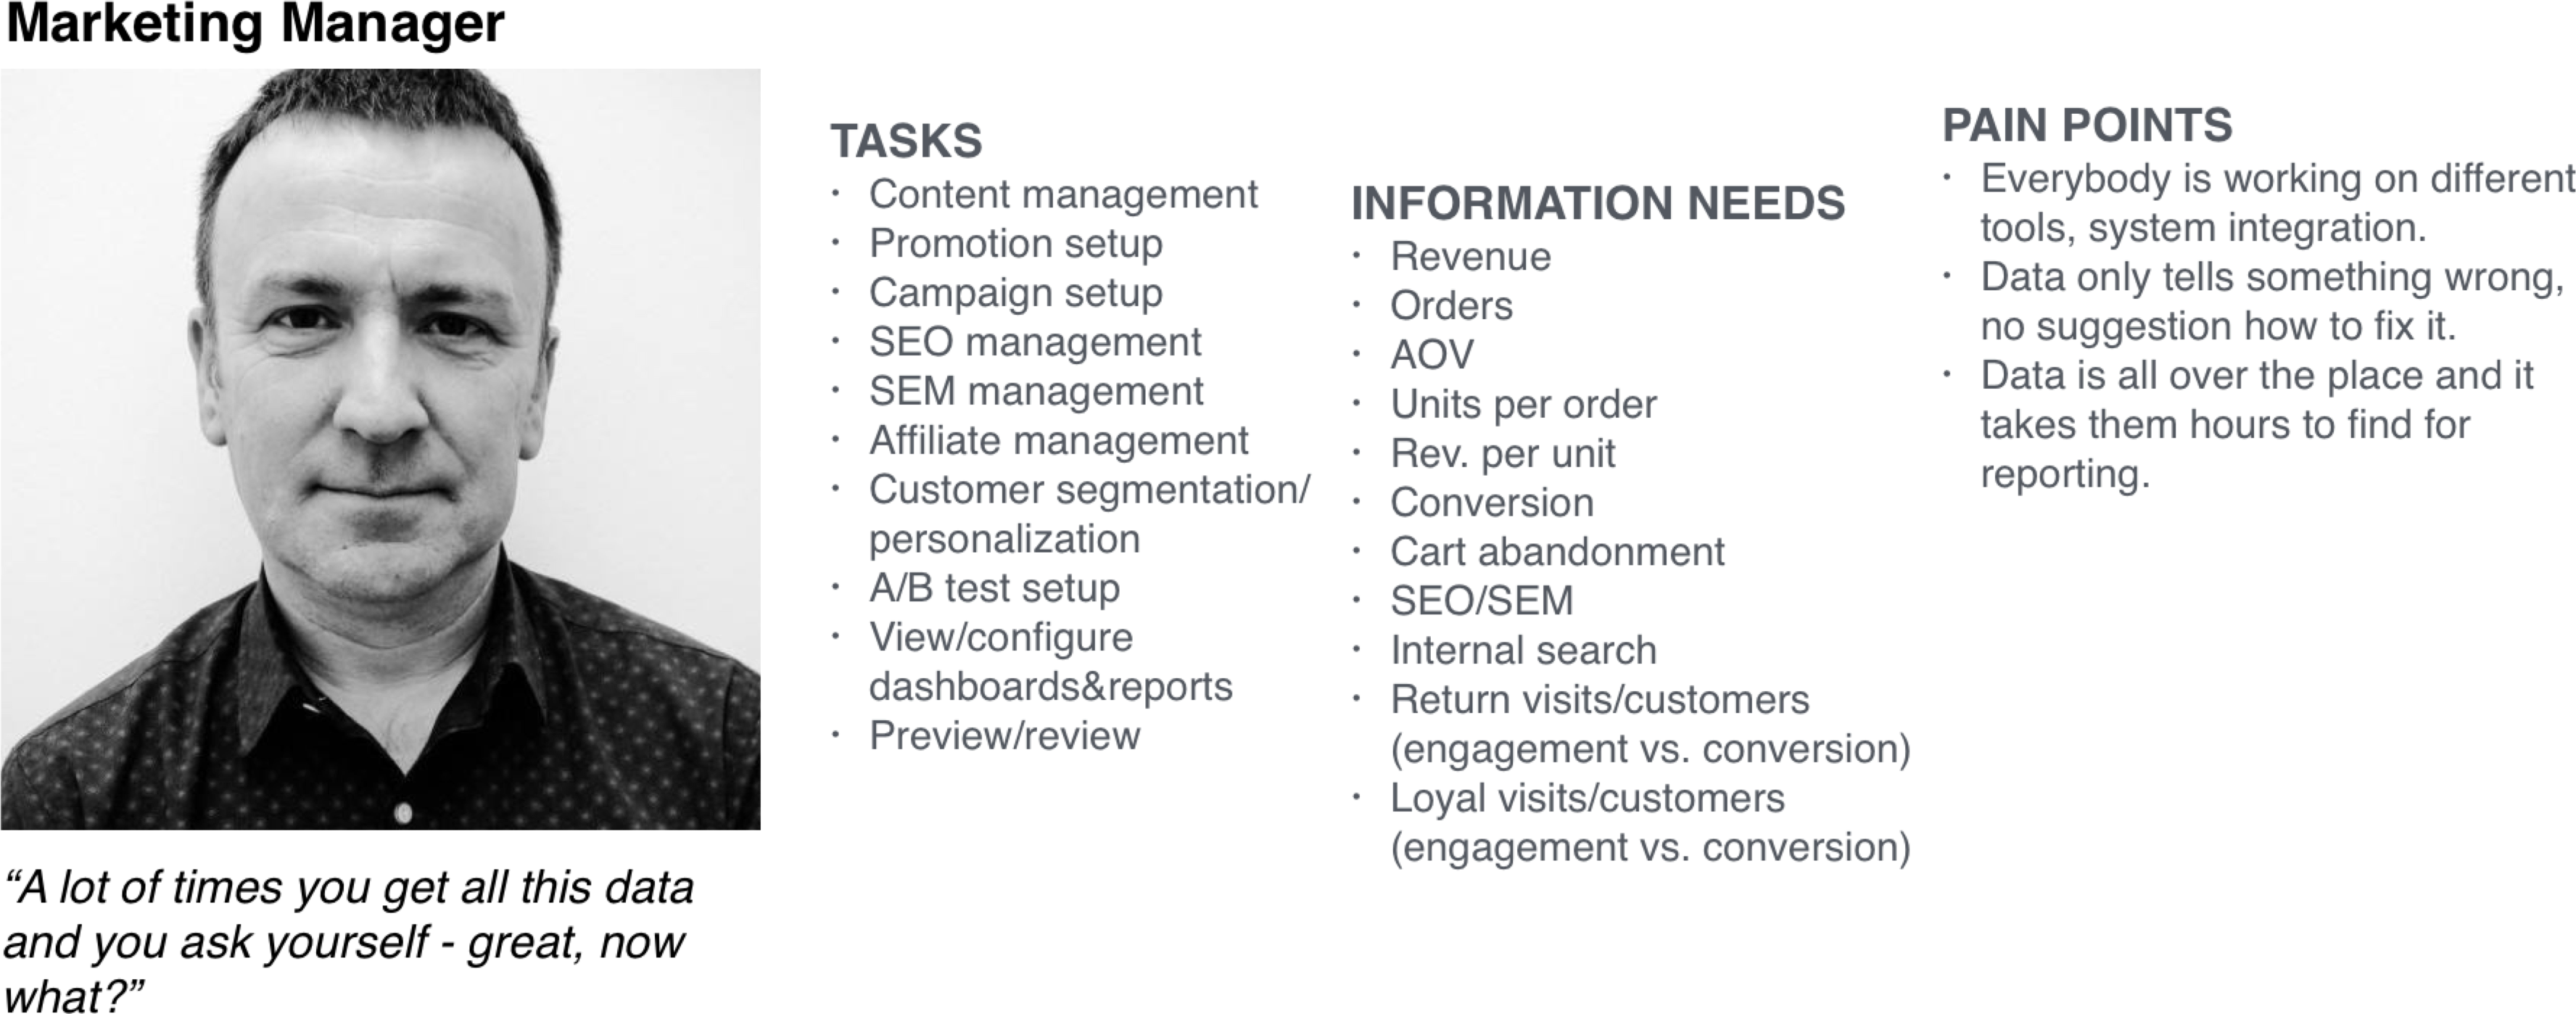 Marketing Manager
“A lot of times you get all this data
and you ask yourself - great, now
what?”
TASKS
· Content management
· Promotion setup
· Campaign setup
· SEO management
· SEM management
· Affiliate management
· Customer segmentation/
personalization
· A/B test setup
· View/configure
dashboards&reports
· Preview/review
INFORMATION NEEDS
· Revenue
· Orders
· AOV
· Units per order
· Rev. per unit
· Conversion
· Cart abandonment
· SEO/SEM
· Internal search
· Return visits/customers
(engagement vs. conversion)
· Loyal visits/customers
(engagement vs. conversion)
PAIN POINTS
· Everybody is working on different
tools, system integration.
· Data only tells something wrong,
no suggestion how to fix it.
· Data is all over the place and it
takes them hours to find for
reporting.